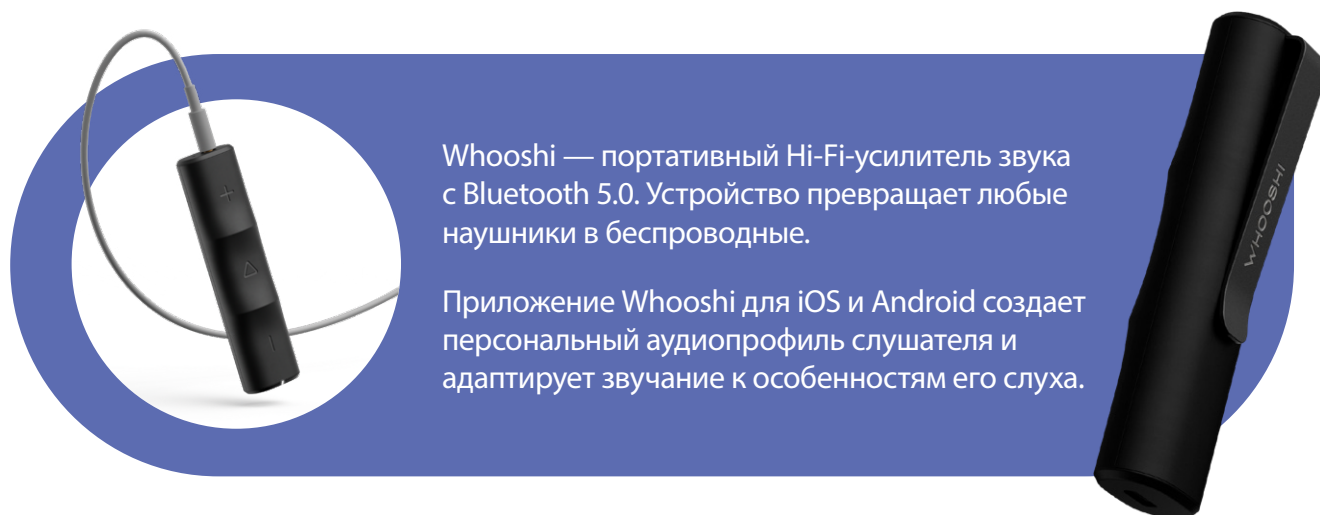 Whooshi — портативный Hi-Fi-усилитель звука
с Bluetooth 5.0. Устройство превращает любые
наушники в беспроводные.
Приложение Whooshi для iOS и Android создает
персональный аудиопрофиль слушателя и
адаптирует звучание к особенностям его слуха.
WHOOSHI